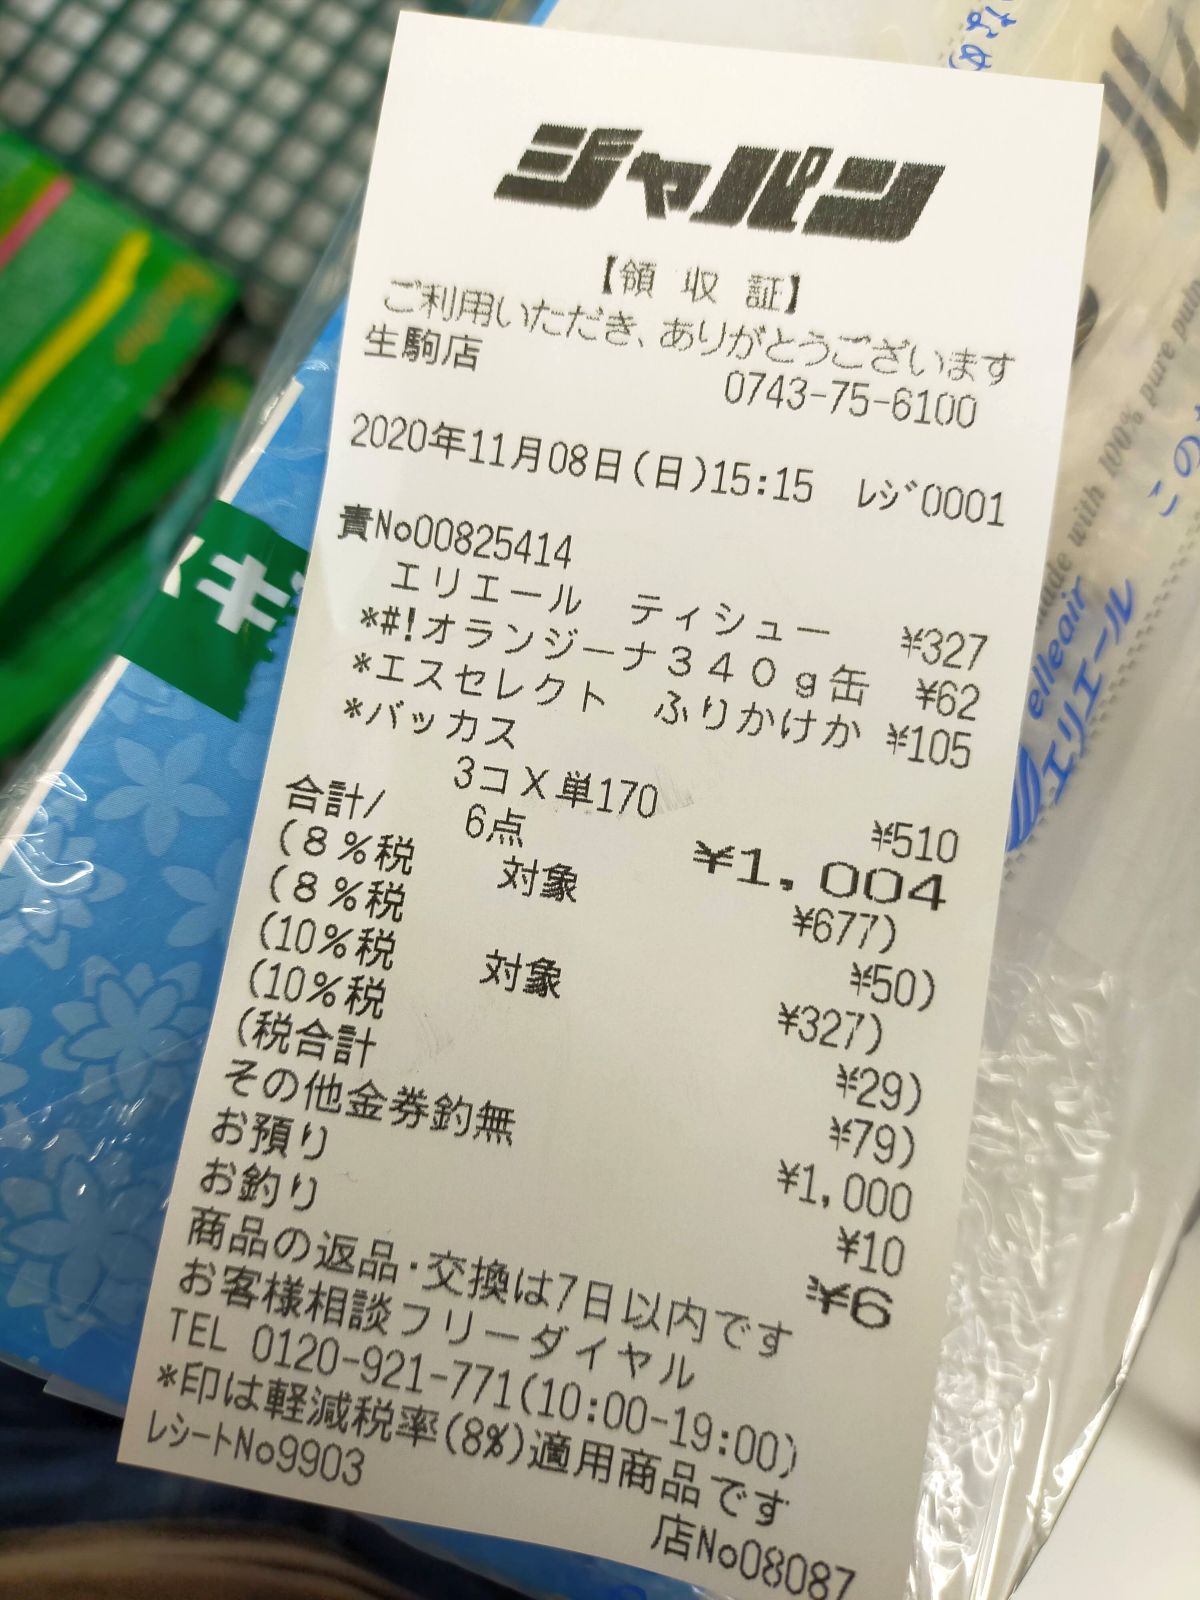 ジャパン
【領 収 証】
ご利用いただき、ありがとうございます
生駒店 0743-75-6100
2020年11月08日(日)15:15 レジ0001
責No00825414
エリエール ティシュー ¥327
*#!オランジーナ340g缶 ¥62
*エスセレクト ふりかけか ¥105
*バッカス
3コX単170 ¥510
合計/ 6点 ¥1,004
(8%税 対象 ¥677)
(8%税 ¥50)
(10%税 対象 ¥327)
(10%税 ¥29)
(税合計 ¥79)
その他金券釣無 ¥1,000
お預り ¥10
お釣り ¥6
商品の返品・交換は7日以内です
お客様相談フリーダイヤル
TEL 0120-921-771(10:00-19:00)
*印は軽減税率(8%)適用商品です
レシートNo9903
店No08087
キ
ール
with 100% pure pulp
elleair
エリエール
この